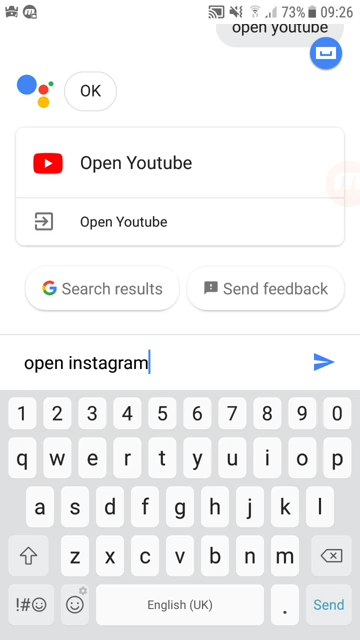 73% 09:26
open youtube
OK
Open Youtube
Open Youtube
Search results Send feedback
open instagram
1 2 3 4 5 6 7 8 9 0
q w e r t y u i o p
a s d f g h j k l
z x c v b n m
!#☺ English (UK) . Send